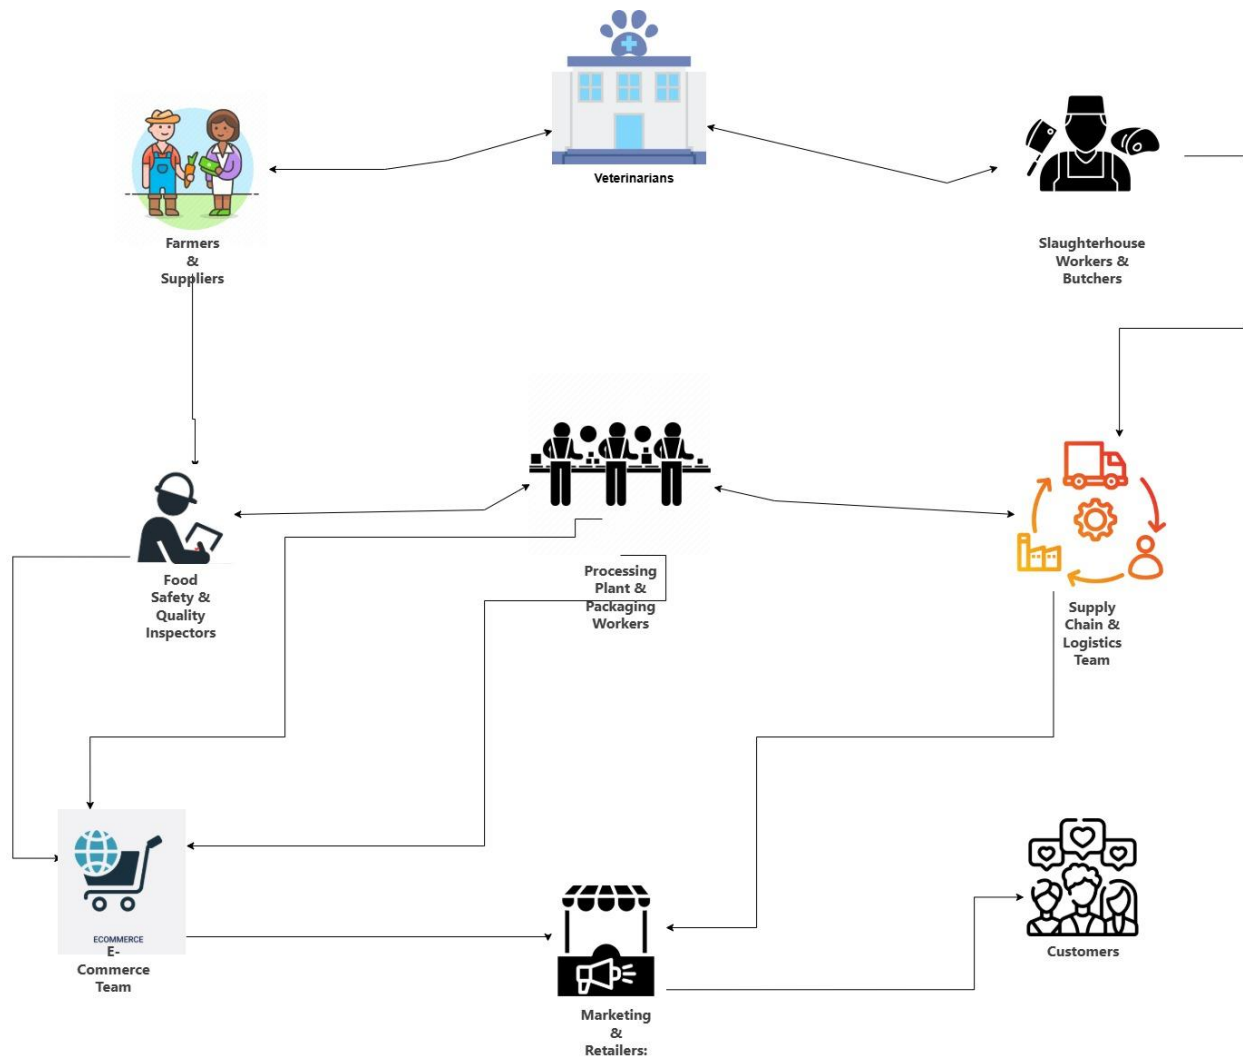 Veterinarians
Farmers
&
Suppliers
Slaughterhouse
Workers &
Butchers
Food
Safety &
Quality
Inspectors
Processing
Plant &
Packaging
Workers
Supply
Chain &
Logistics
Team
ECOMMERCE
E-
Commerce
Team
Marketing
&
Retailers:
Customers